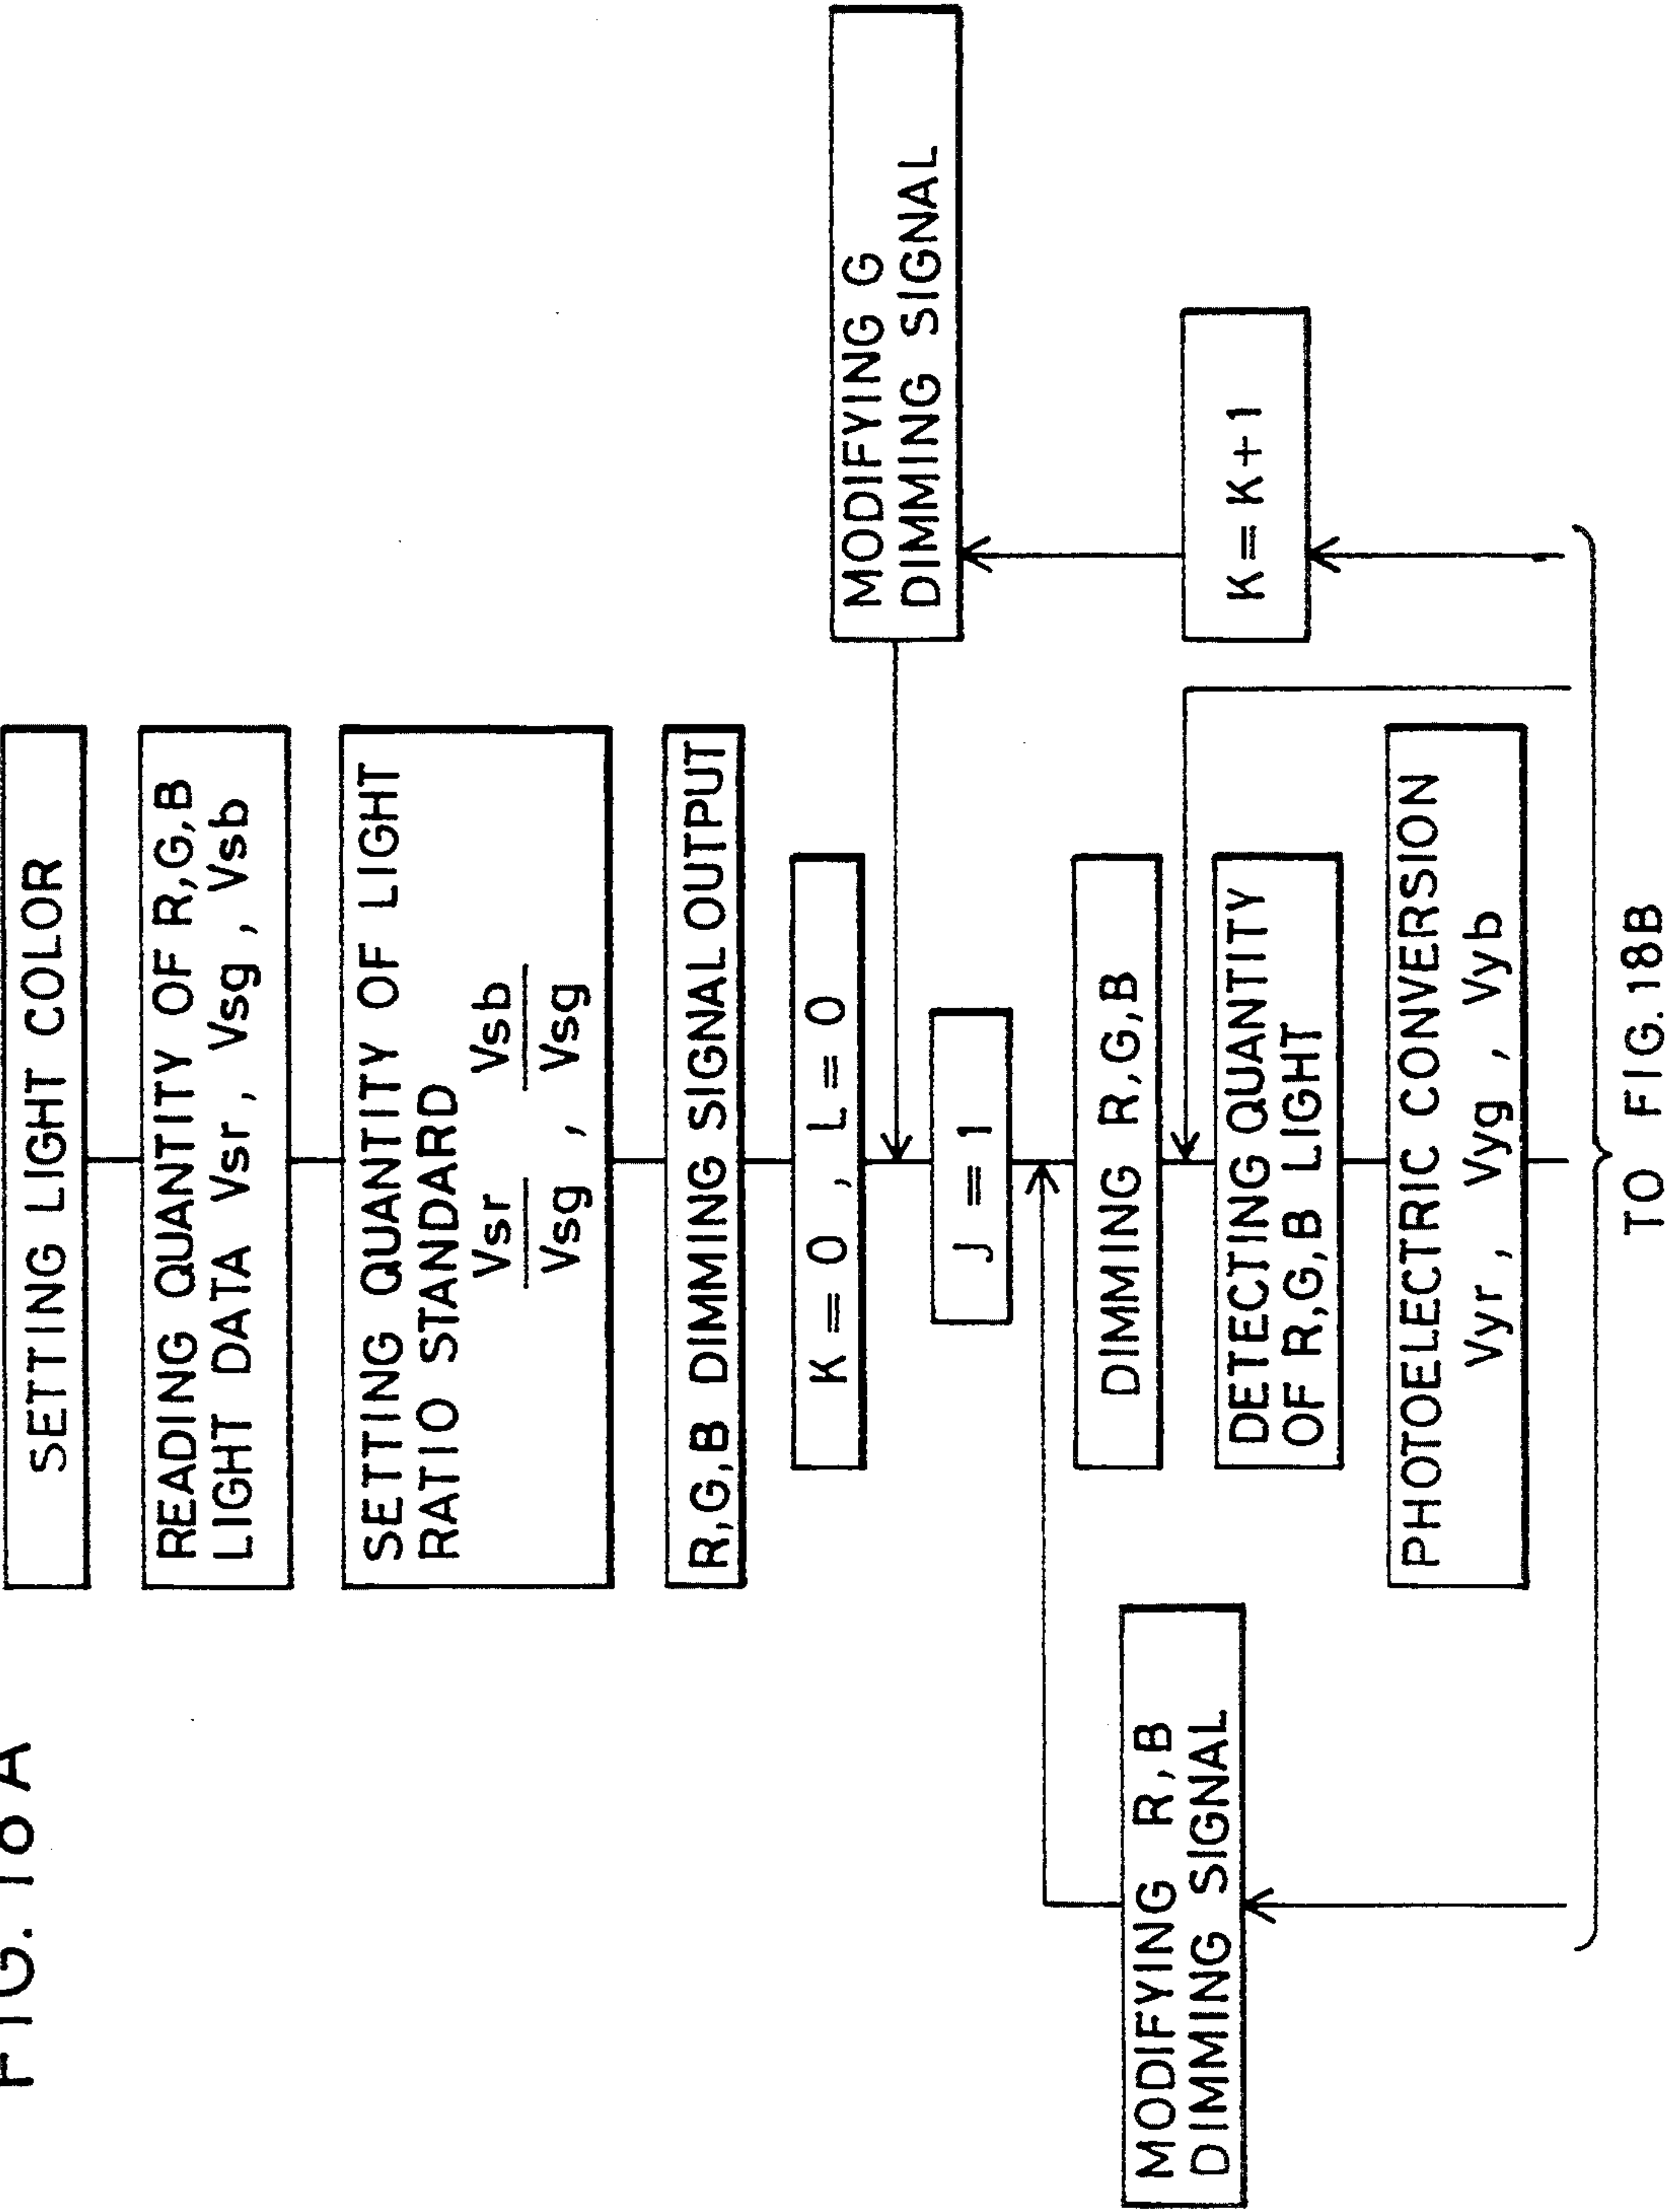 FIG. 18A
SETTING LIGHT COLOR
READING QUANTITY OF R,G,B
LIGHT DATA Vsr, Vsg, Vsb
SETTING QUANTITY OF LIGHT
RATIO STANDARD
Vsr/Vsg , Vsb/Vsg
R,G,B DIMMING SIGNAL OUTPUT
K=0, L=0
J=1
DIMMING R,G,B
DETECTING QUANTITY
OF R,G,B LIGHT
PHOTOELECTRIC CONVERSION
Vyr, Vyg, Vyb
MODIFYING R,B
DIMMING SIGNAL
MODIFYING G
DIMMING SIGNAL
K=K+1
TO FIG.18B